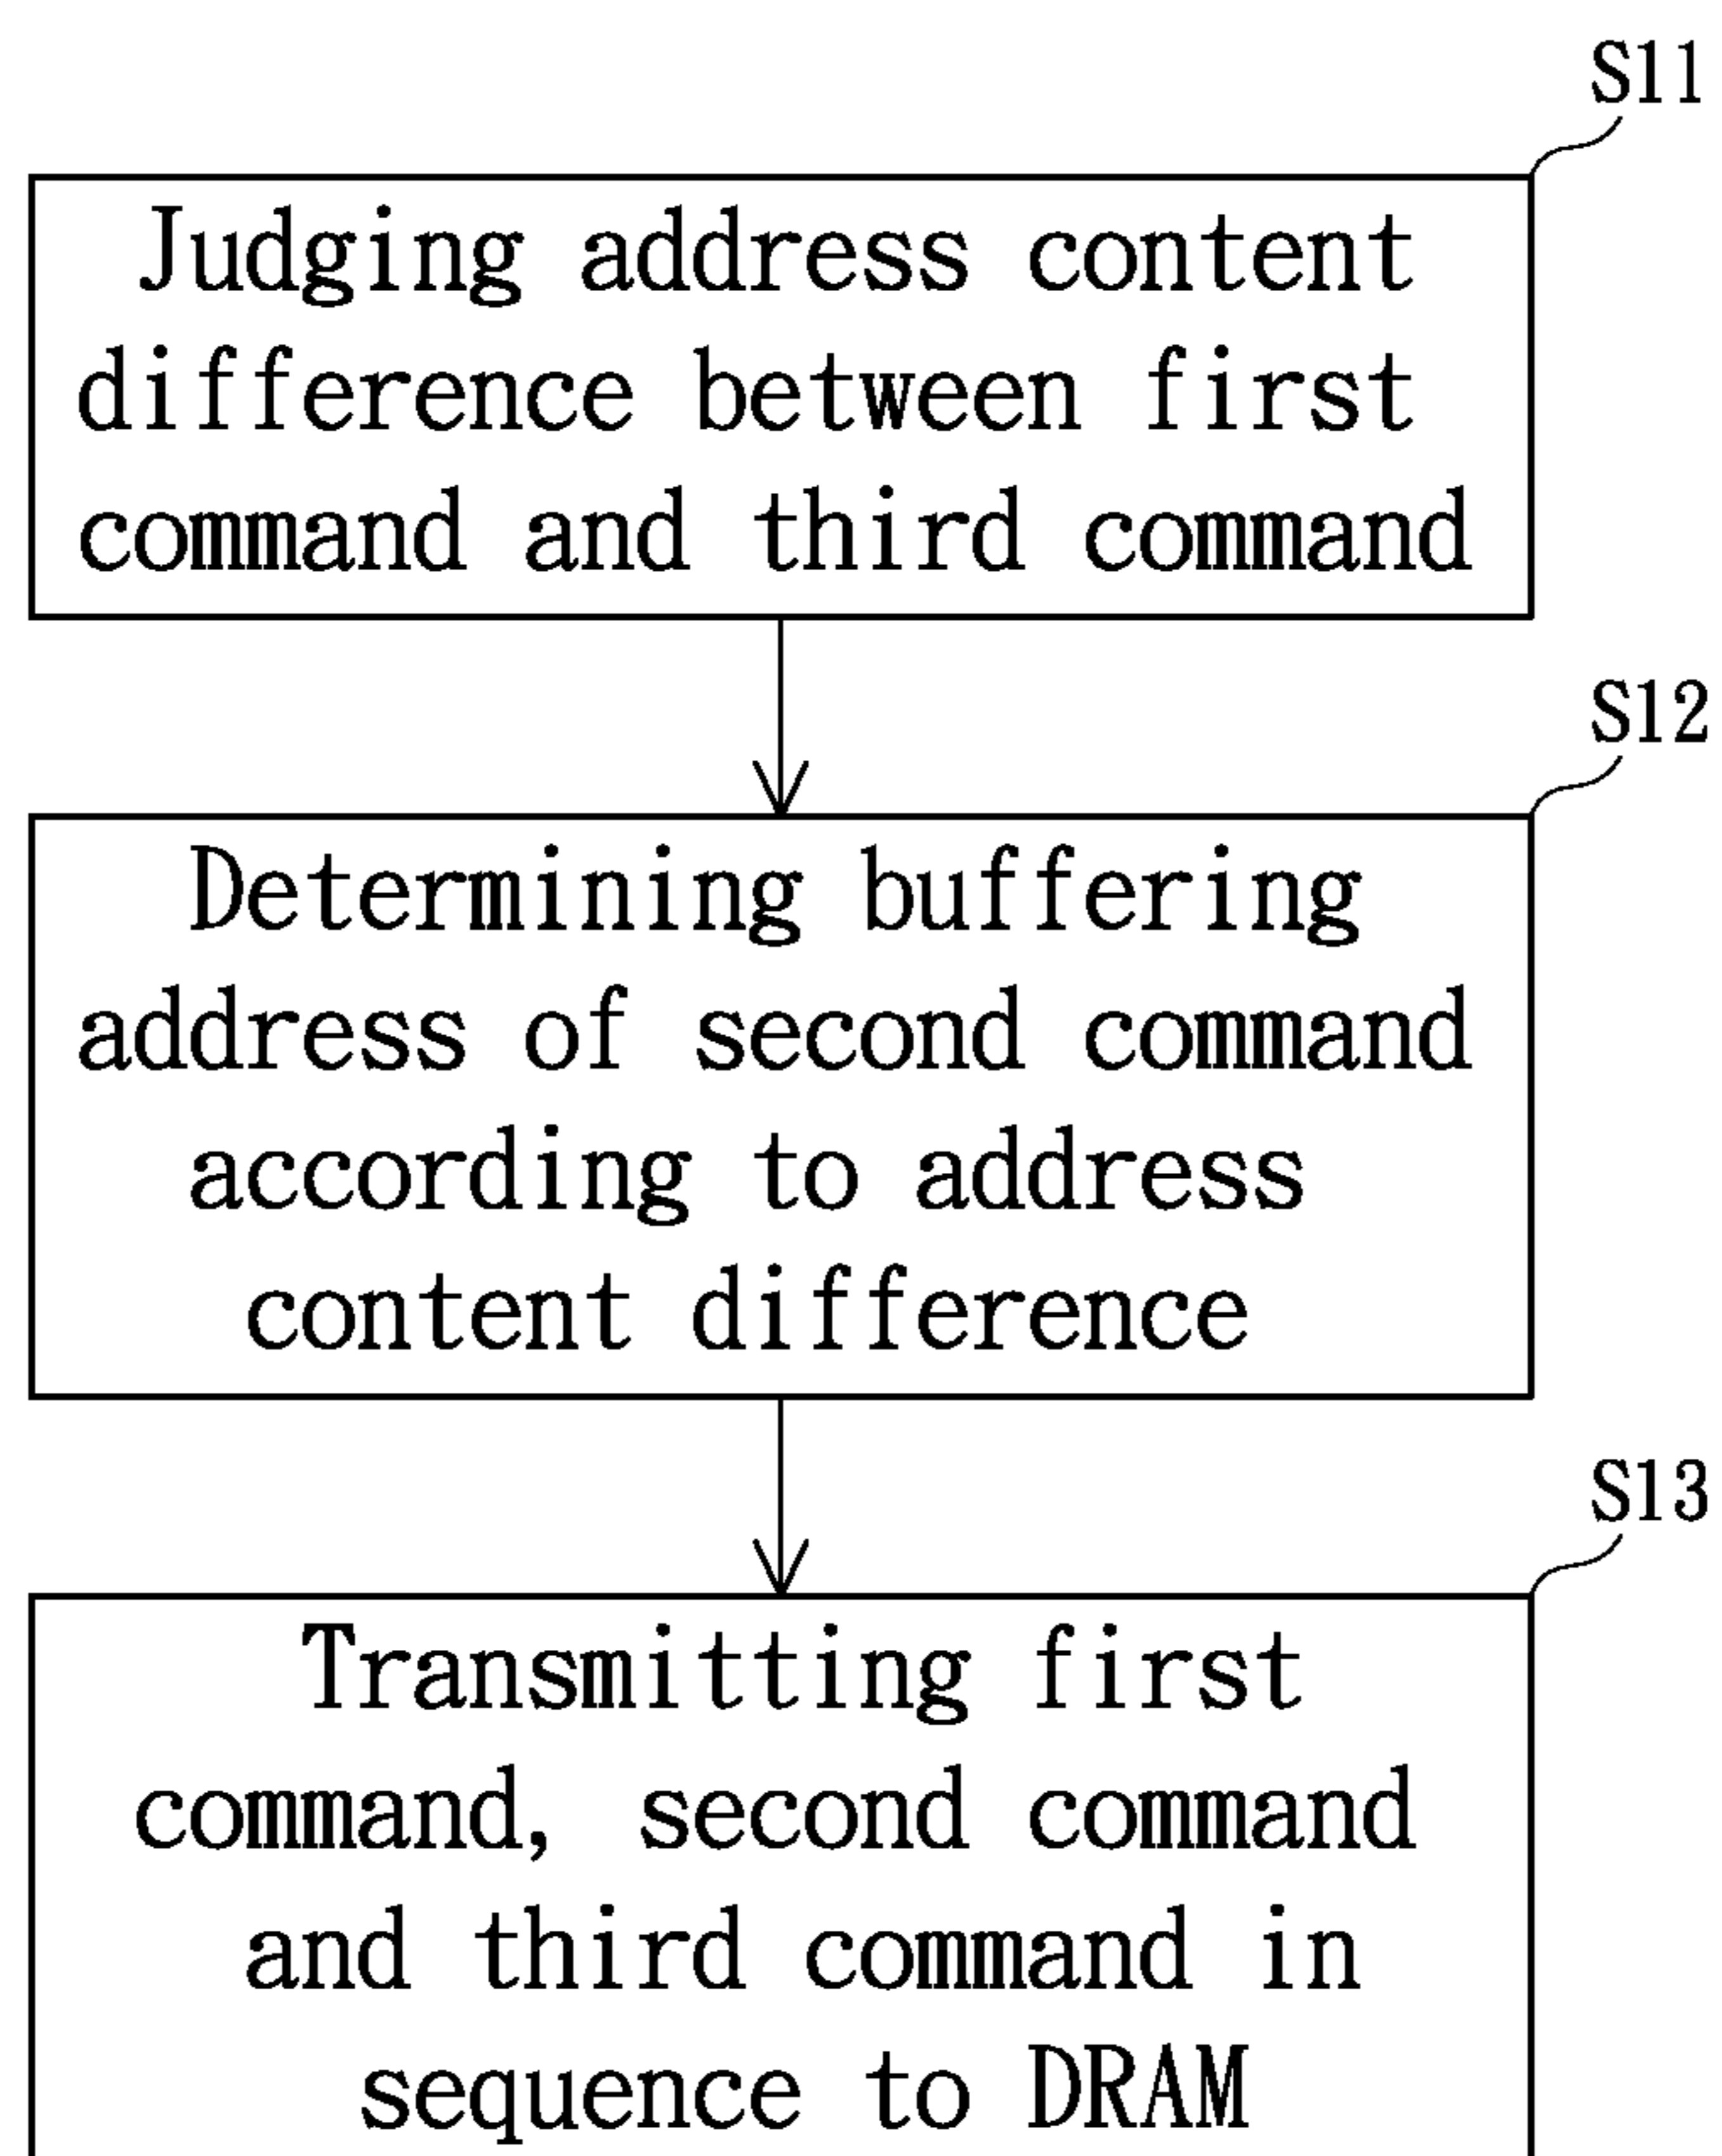 S11
Judging address content
difference between first
command and third command
S12
Determining buffering
address of second command
according to address
content difference
S13
Transmitting first
command, second command
and third command in
sequence to DRAM